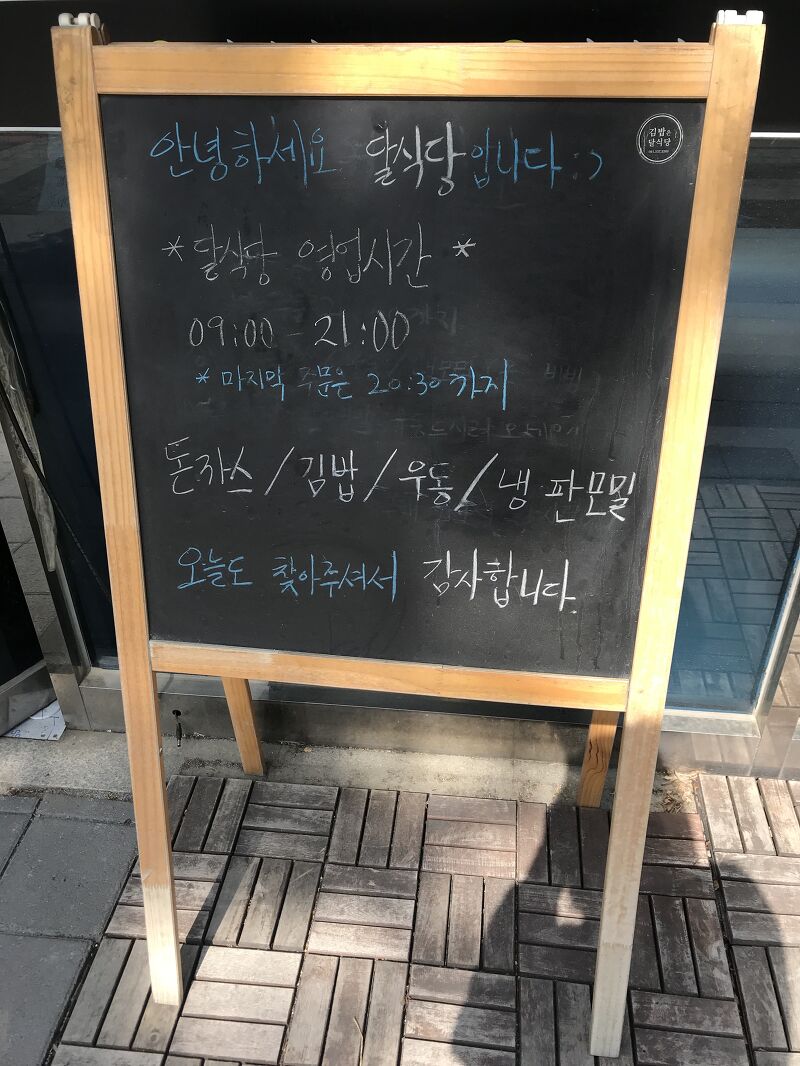 안녕하세요 달식당입니다 :)
김밥은!
달식당
* 달식당 영업시간 *
09:00 - 21:00
* 마지막 주문은 20:30 까지
돈까스 / 김밥 / 우동 / 냉 판모밀
오늘도 찾아주셔서 감사합니다.